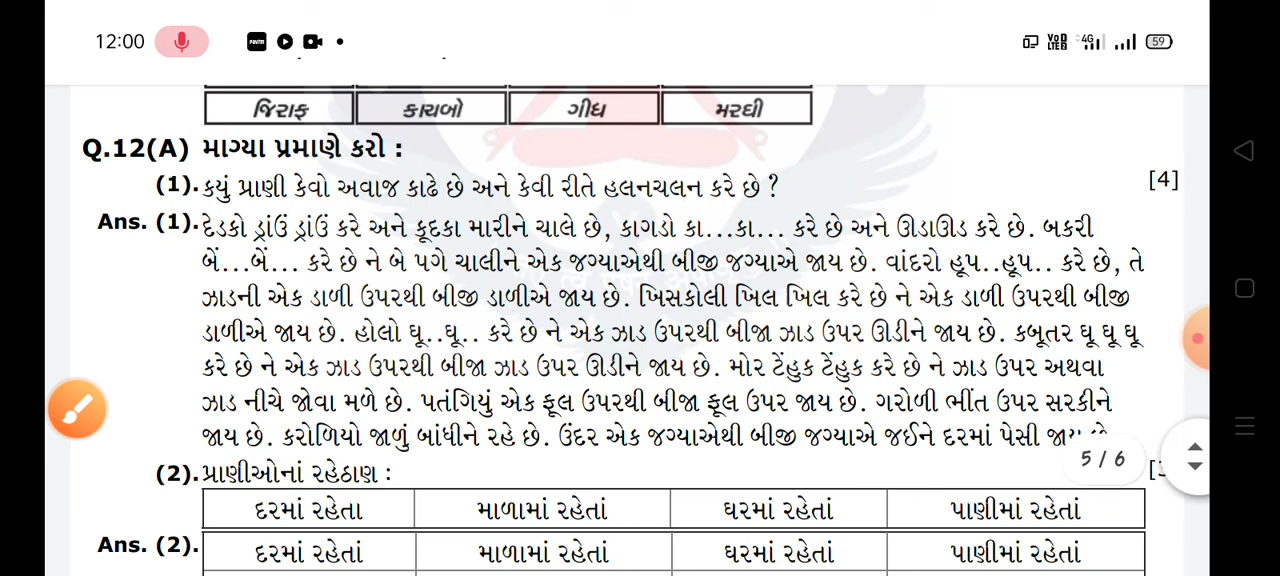 12:00
VoD LTE2 4G 59
જિરાફ કાચબો ગીધ મરઘી
Q.12(A) માગ્યા પ્રમાણે કરો :
(1). કયું પ્રાણી કેવો અવાજ કાઢે છે અને કેવી રીતે હલનચલન કરે છે ? [4]
Ans. (1). દેડકો ડ્રાંઉં ડ્રાંઉં કરે અને કૂદકા મારીને ચાલે છે, કાગડો કા...કા... કરે છે અને ઊડાઊડ કરે છે. બકરી
બેં...બેં... કરે છે ને બે પગે ચાલીને એક જગ્યાએથી બીજી જગ્યાએ જાય છે. વાંદરો હૂપ..હૂપ.. કરે છે, તે
ઝાડની એક ડાળી ઉપરથી બીજી ડાળીએ જાય છે. ખિસકોલી ખિલ ખિલ કરે છે ને એક ડાળી ઉપરથી બીજી
ડાળીએ જાય છે. હોલો ઘૂ..ઘૂ.. કરે છે ને એક ઝાડ ઉપરથી બીજા ઝાડ ઉપર ઊડીને જાય છે. કબૂતર ઘૂ ઘૂ ઘૂ
કરે છે ને એક ઝાડ ઉપરથી બીજા ઝાડ ઉપર ઊડીને જાય છે. મોર ટેંહુક ટેંહુક કરે છે ને ઝાડ ઉપર અથવા
ઝાડ નીચે જોવા મળે છે. પતંગિયું એક ફૂલ ઉપરથી બીજા ફૂલ ઉપર જાય છે. ગરોળી ભીંત ઉપર સરકીને
જાય છે. કરોળિયો જાળું બાંધીને રહે છે. ઉંદર એક જગ્યાએથી બીજી જગ્યાએ જઈને દરમાં પેસી જાય છે.
5 / 6
(2). પ્રાણીઓનાં રહેઠાણ :
દરમાં રહેતા માળામાં રહેતાં ઘરમાં રહેતાં પાણીમાં રહેતાં
Ans. (2). દરમાં રહેતાં માળામાં રહેતાં ઘરમાં રહેતાં પાણીમાં રહેતાં